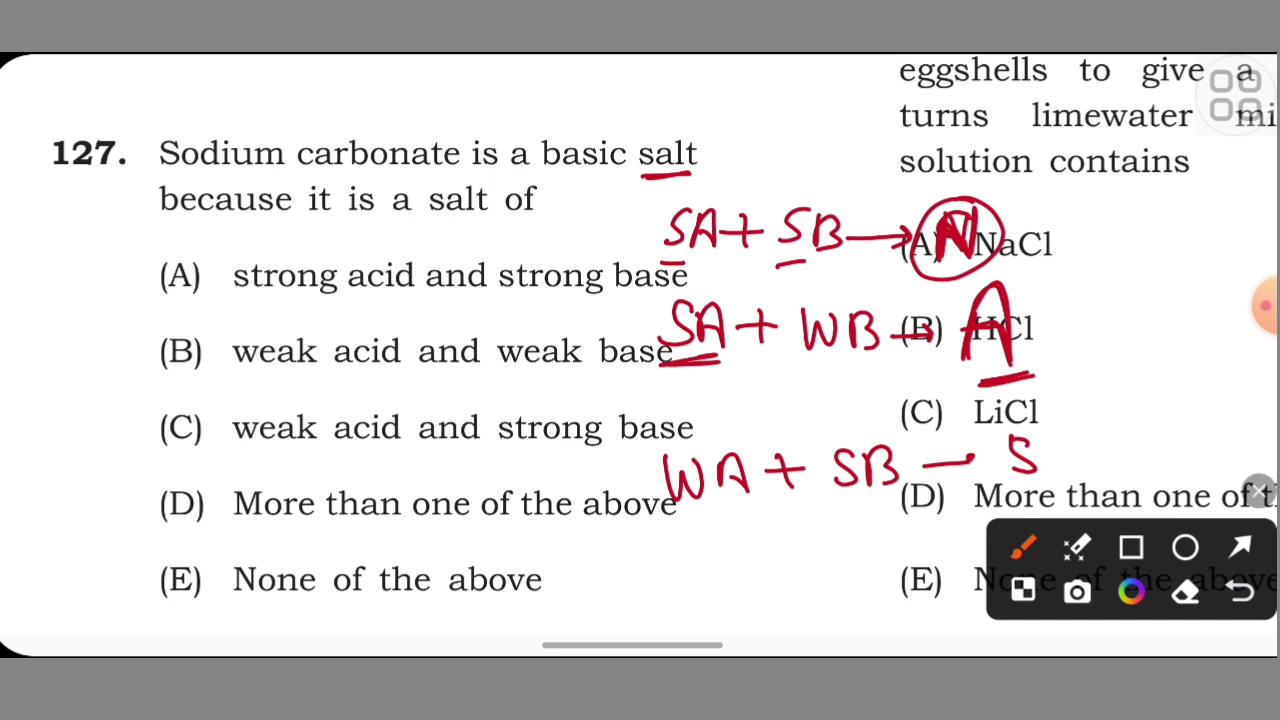 127. Sodium carbonate is a basic salt
because it is a salt of
(A) strong acid and strong base
(B) weak acid and weak base
(C) weak acid and strong base
(D) More than one of the above
(E) None of the above
SA + SB → N
SA + WB → A
WA + SB — S
eggshells to give a
turns limewater mi
solution contains
(A) NaCl
(B) HCl
(C) LiCl
(D) More than one of t
(E) None of the above